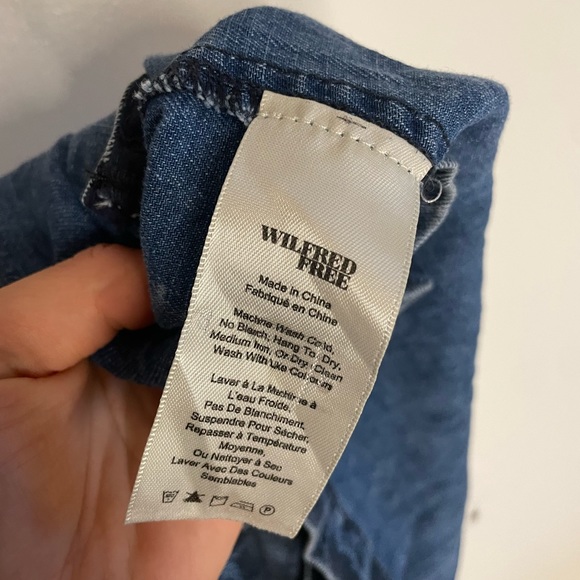 WILFRED
FREE
Made in China
Fabriqué en Chine
Machine Wash Cold,
No Bleach, Hang To Dry,
Medium Iron, Or Dry Clean
Wash With Like Colours
Laver À La Machine à
L'eau Froide,
Pas De Blanchiment,
Suspendre Pour Sécher,
Repasser à Température
Moyenne,
Ou Nettoyer à Sec
Laver Avec Des Couleurs
Semblables
P